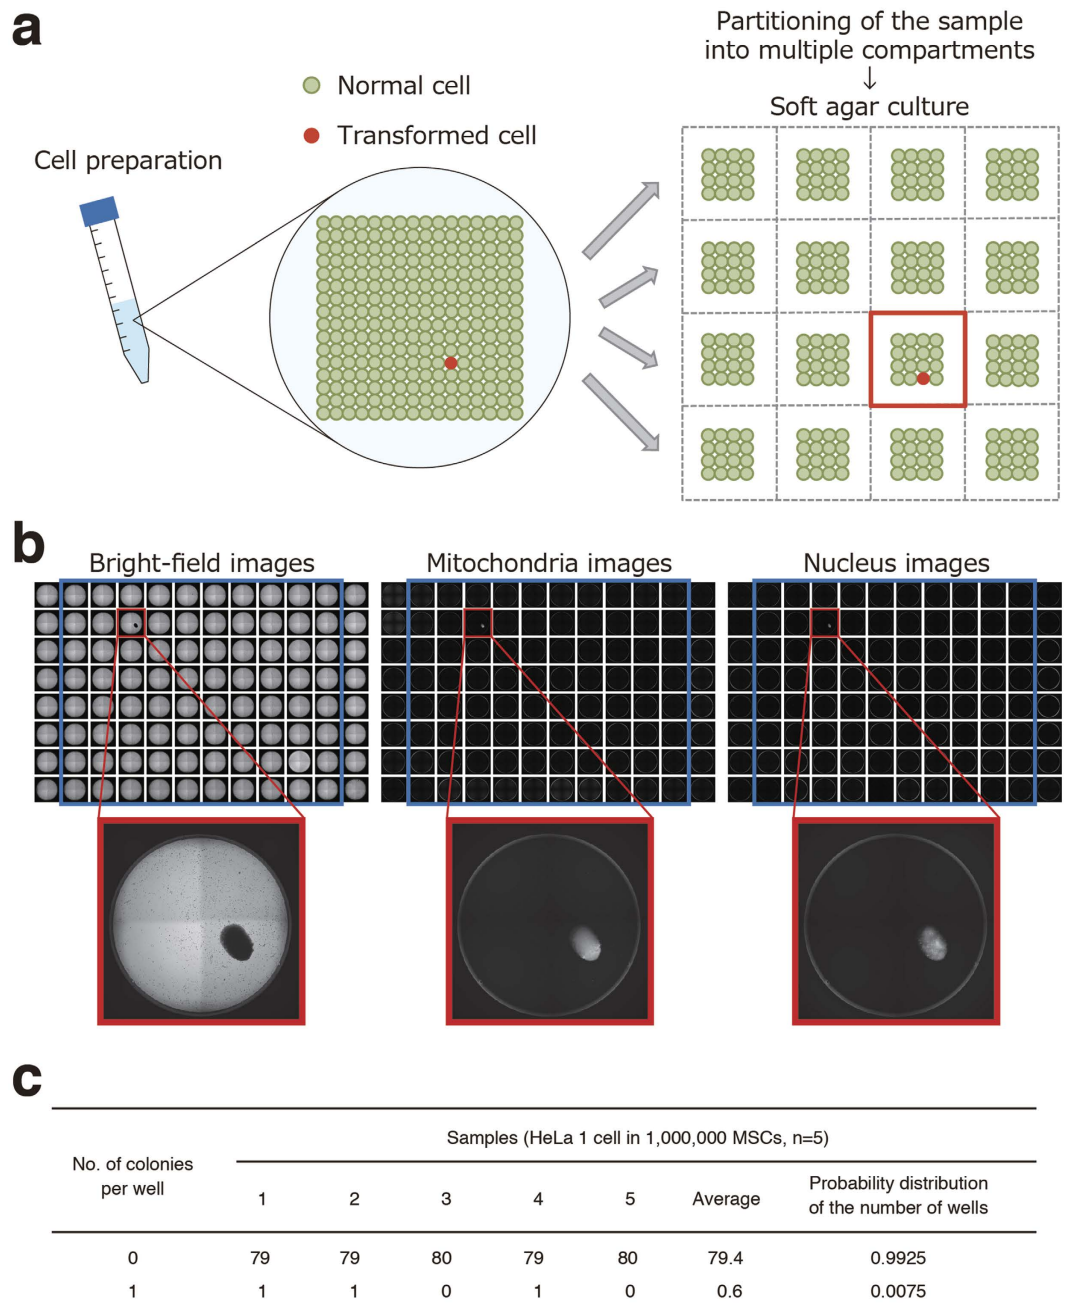 a
Partitioning of the sample
into multiple compartments
↓
Soft agar culture
Normal cell
Transformed cell
Cell preparation
b
Bright-field images
Mitochondria images
Nucleus images
c
Samples (HeLa 1 cell in 1,000,000 MSCs, n=5)
No. of colonies
per well
1 2 3 4 5 Average
Probability distribution
of the number of wells
0 79 79 80 79 80 79.4 0.9925
1 1 1 0 1 0 0.6 0.0075